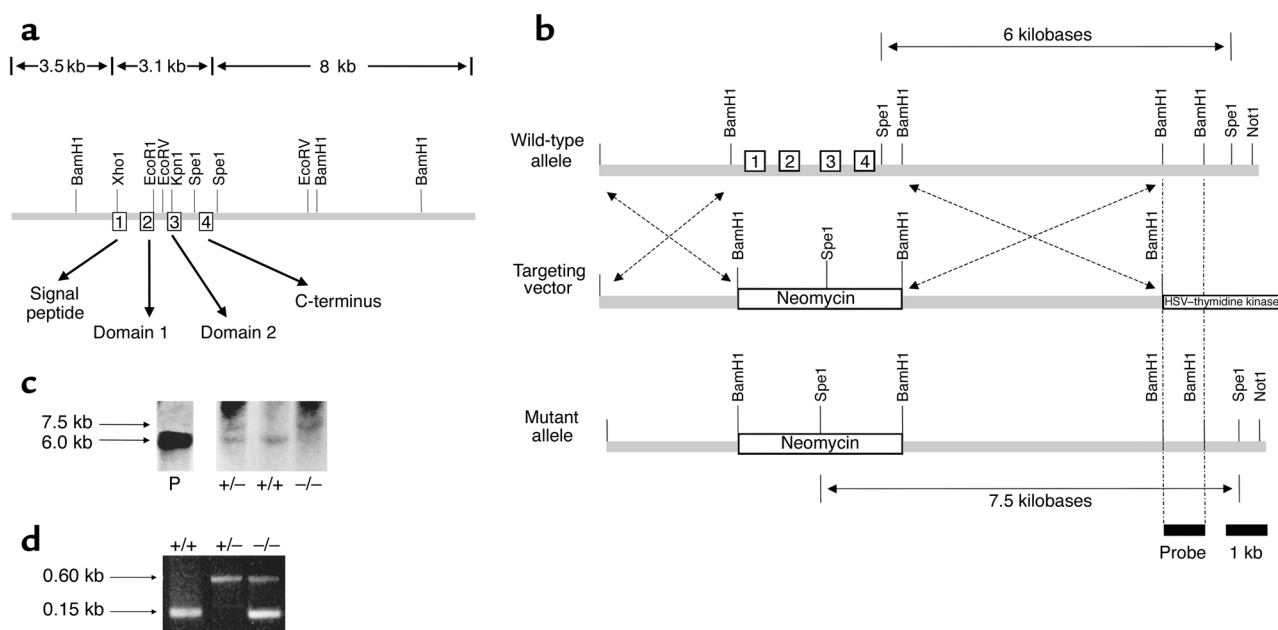 a
3.5 kb
3.1 kb
8 kb
BamH1
Xho1
EcoR1
EcoRV
Kpn1
Spe1
Spe1
EcoRV
BamH1
BamH1
1
2
3
4
Signal
peptide
Domain 1
Domain 2
C-terminus
b
6 kilobases
Wild-type
allele
BamH1
1
2
3
4
Spe1
BamH1
BamH1
BamH1
Spe1
Not1
Targeting
vector
BamH1
Spe1
BamH1
BamH1
Neomycin
HSV–thymidine kinase
Mutant
allele
BamH1
Spe1
BamH1
BamH1
BamH1
Spe1
Not1
Neomycin
7.5 kilobases
Probe
1 kb
c
7.5 kb
6.0 kb
P
+/– +/+ –/–
d
+/+ +/– –/–
0.60 kb
0.15 kb